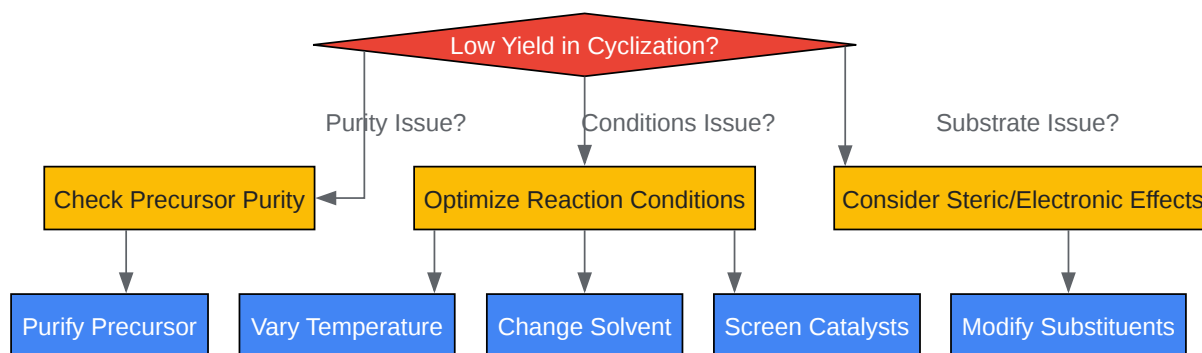 Low Yield in Cyclization?
Purity Issue?
Conditions Issue?
Substrate Issue?
Check Precursor Purity
Optimize Reaction Conditions
Consider Steric/Electronic Effects
Purify Precursor
Vary Temperature
Change Solvent
Screen Catalysts
Modify Substituents